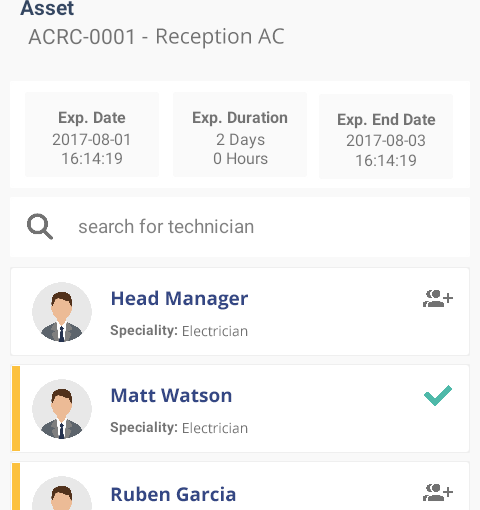 Asset
ACRC-0001 - Reception AC
Exp. Date
2017-08-01
16:14:19
Exp. Duration
2 Days
0 Hours
Exp. End Date
2017-08-03
16:14:19
search for technician
Head Manager
Speciality: Electrician
Matt Watson
Speciality: Electrician
Ruben Garcia